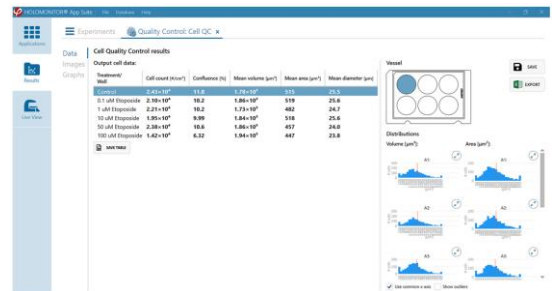 HOLOMONITOR® App Suite File Database Help
Experiments Quality Control: Cell QC ×
Applications
Results
Live View
Data
Images
Graphs
Cell Quality Control results
Output cell data:
Treatment/Well Cell count (#/cm²) Confluence (%) Mean volume (µm³) Mean area (µm²) Mean diameter (µm)
Control 2.43×10⁴ 11.8 1.78×10³ 515 25.5
0.1 uM Etoposide 2.10×10⁴ 10.2 1.86×10³ 519 25.6
1 uM Etoposide 2.21×10⁴ 10.2 1.73×10³ 482 24.7
10 uM Etoposide 1.95×10⁴ 9.99 1.84×10³ 518 25.6
50 uM Etoposide 2.38×10⁴ 10.6 1.86×10³ 457 24.0
100 uM Etoposide 1.42×10⁴ 6.32 1.94×10³ 447 23.8
SAVE TABLE
Vessel
SAVE
EXPORT
Distributions
Volume (µm³): Area (µm²):
A1: A1:
A2: A2:
A3: A3:
Use common x-axis Show outliers